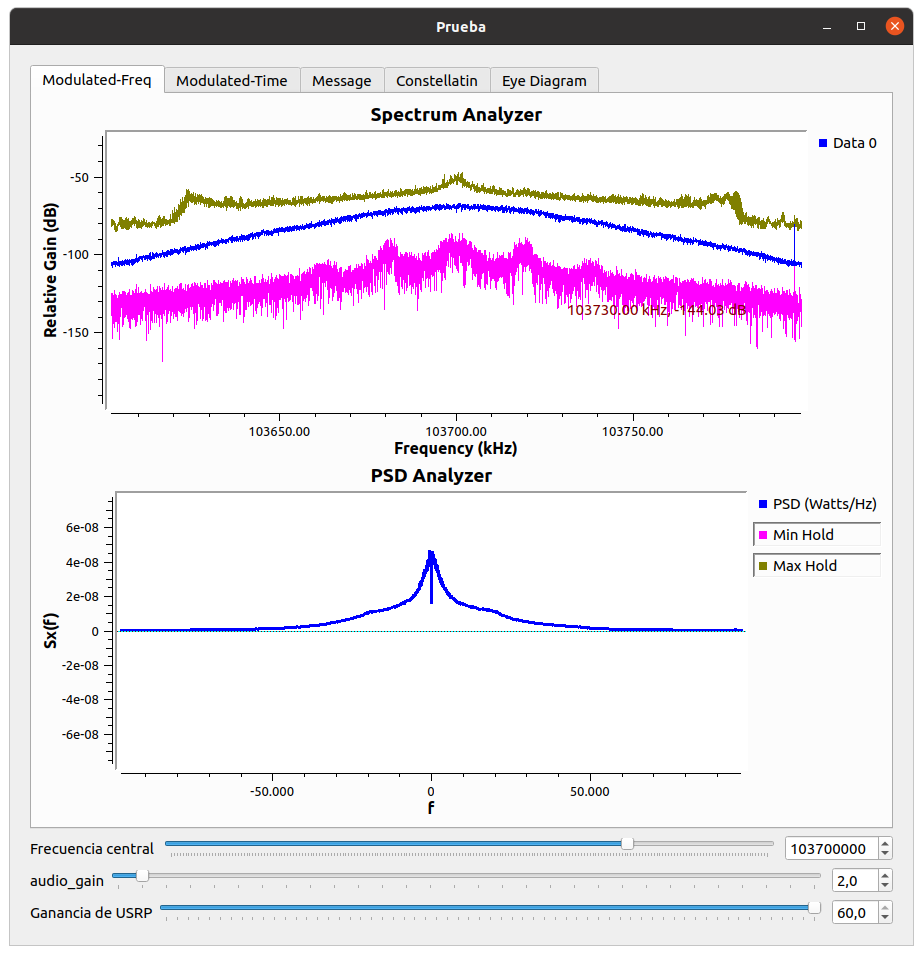 Prueba
Modulated-Freq Modulated-Time Message Constellatin Eye Diagram
Spectrum Analyzer
Data 0
Relative Gain (dB)
-50
-100
-150
103730.00 kHz, -144.03 dB
103650.00 103700.00 103750.00
Frequency (kHz)
PSD Analyzer
PSD (Watts/Hz)
Min Hold
Max Hold
Sx(f)
6e-08
4e-08
2e-08
0
-2e-08
-4e-08
-6e-08
-50.000 0 50.000
f
Frecuencia central 103700000
audio_gain 2,0
Ganancia de USRP 60,0